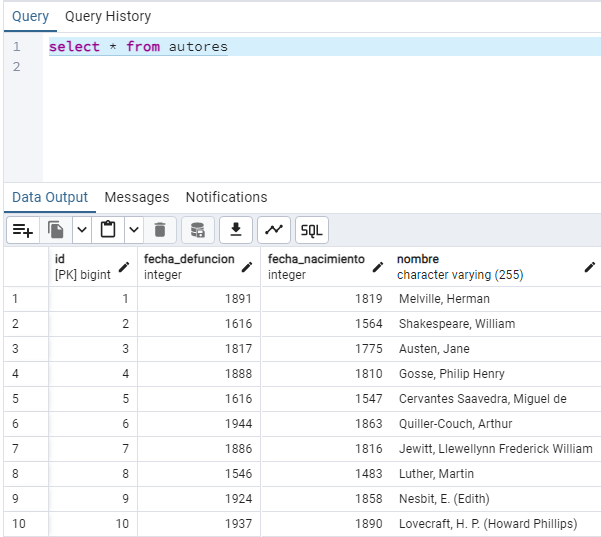 Query Query History
1 select * from autores
2
Data Output Messages Notifications
SQL
id fecha_defuncion fecha_nacimiento nombre
[PK] bigint integer integer character varying (255)
1 1 1891 1819 Melville, Herman
2 2 1616 1564 Shakespeare, William
3 3 1817 1775 Austen, Jane
4 4 1888 1810 Gosse, Philip Henry
5 5 1616 1547 Cervantes Saavedra, Miguel de
6 6 1944 1863 Quiller-Couch, Arthur
7 7 1886 1816 Jewitt, Llewellynn Frederick William
8 8 1546 1483 Luther, Martin
9 9 1924 1858 Nesbit, E. (Edith)
10 10 1937 1890 Lovecraft, H. P. (Howard Phillips)